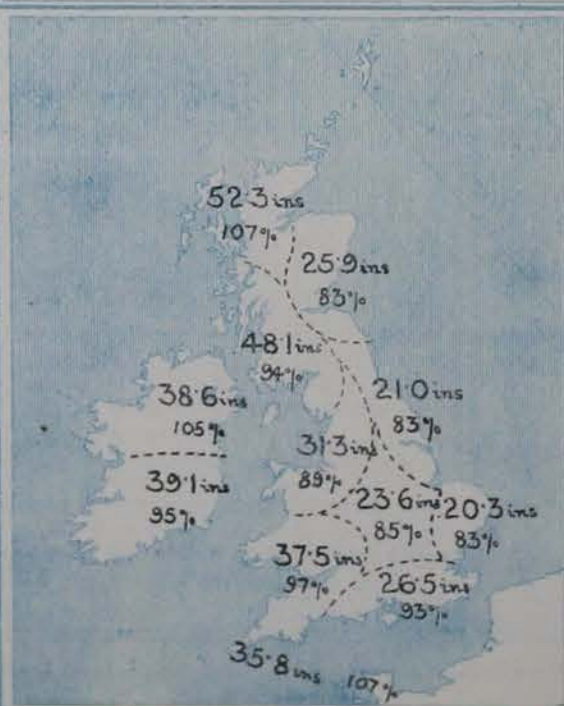 52·3 ins
107%
25·9 ins
83%
48·1 ins
94%
38·6 ins
105%
21·0 ins
83%
31·3 ins
89%
39·1 ins
95%
23·6 ins
85%
20·3 ins
83%
37·5 ins
97%
26·5 ins
93%
35·8 ins 107%